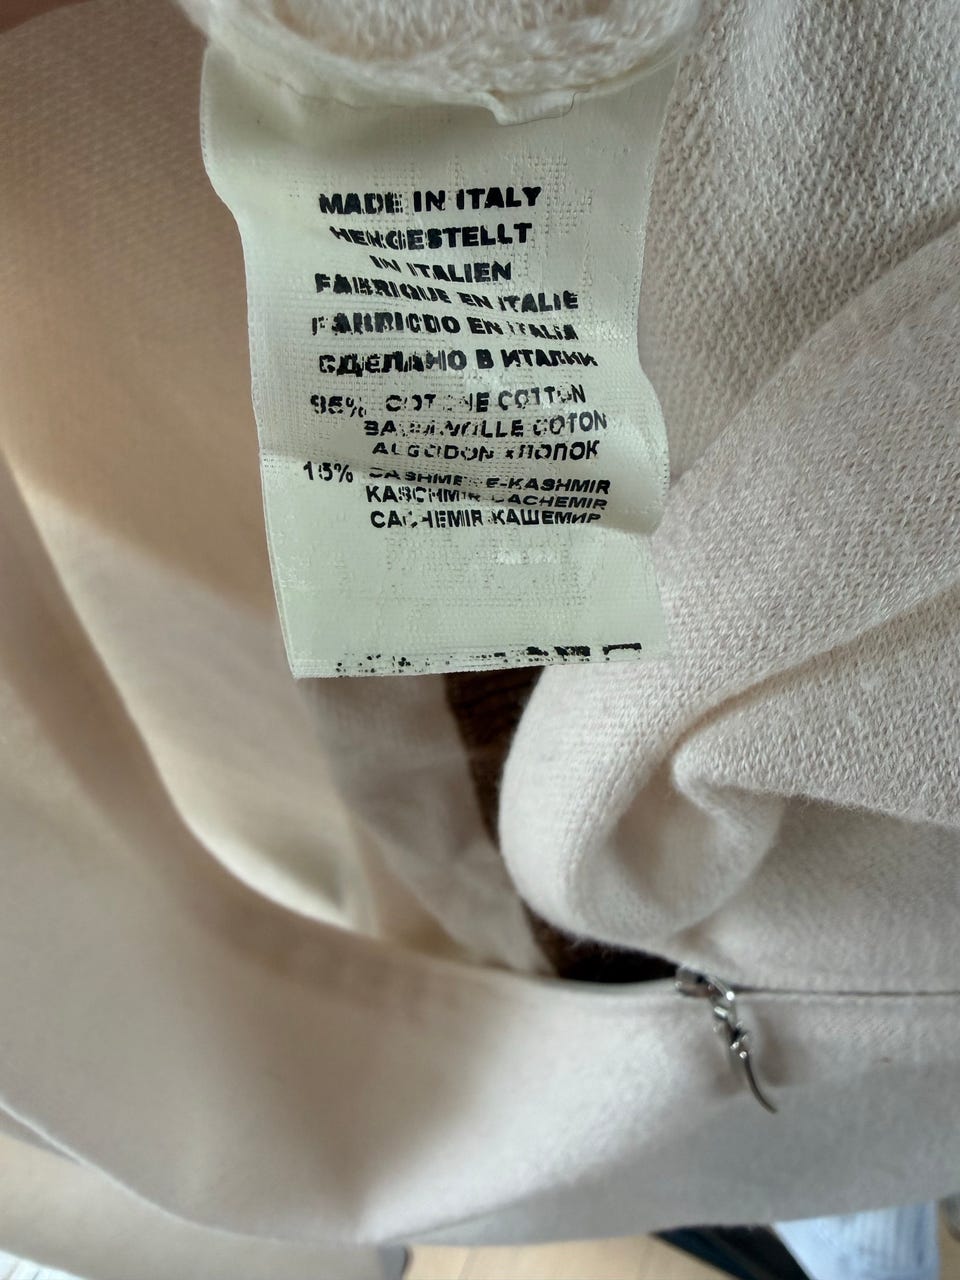 MADE IN ITALY
HERGESTELLT
IN ITALIEN
FABRIQUE EN ITALIE
FABRICDO EN ITALIA
СДЕЛАНО В ИТАЛИИ
COTONE COTTON
BAUMWOLLE COTON
ALGODON ХЛОПОК
15% CASHMERE-KASHMIR
KASCHMIR CACHEMIR
CACHEMIR КАШЕМИР